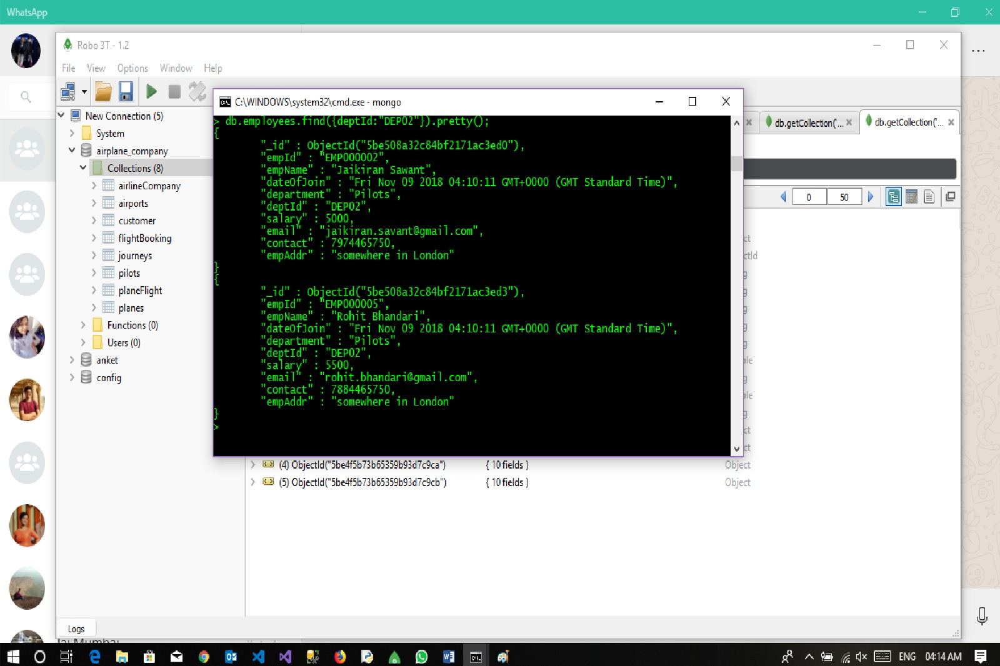 WhatsApp
Robo 3T - 1.2
File View Options Window Help
New Connection (5)
System
airplane_company
Collections (8)
airlineCompany
airports
customer
flightBooking
journeys
pilots
planeFlight
planes
Functions (0)
Users (0)
anket
config
C:\WINDOWS\system32\cmd.exe - mongo
> db.employees.find({deptId:"DEP02"}).pretty();
{
"_id" : ObjectId("5be508a32c84bf2171ac3ed0"),
"empId" : "EMP000002",
"empName" : "Jaikiran Sawant",
"dateOfJoin" : "Fri Nov 09 2018 04:10:11 GMT+0000 (GMT Standard Time)",
"department" : "Pilots",
"deptId" : "DEP02",
"salary" : 5000,
"email" : "jaikiran.savant@gmail.com",
"contact" : 7974465750,
"empAddr" : "somewhere in London"
}
{
"_id" : ObjectId("5be508a32c84bf2171ac3ed3"),
"empId" : "EMP000005",
"empName" : "Rohit Bhandari",
"dateOfJoin" : "Fri Nov 09 2018 04:10:11 GMT+0000 (GMT Standard Time)",
"department" : "Pilots",
"deptId" : "DEP02",
"salary" : 5500,
"email" : "rohit.bhandari@gmail.com",
"contact" : 7884465750,
"empAddr" : "somewhere in London"
}
>
db.getCollection('... db.getCollection('...
0 50
(4) ObjectId("5be4f5b73b65359b93d7c9ca") { 10 fields } Object
(5) ObjectId("5be4f5b73b65359b93d7c9cb") { 10 fields } Object
Logs
ENG 04:14 AM